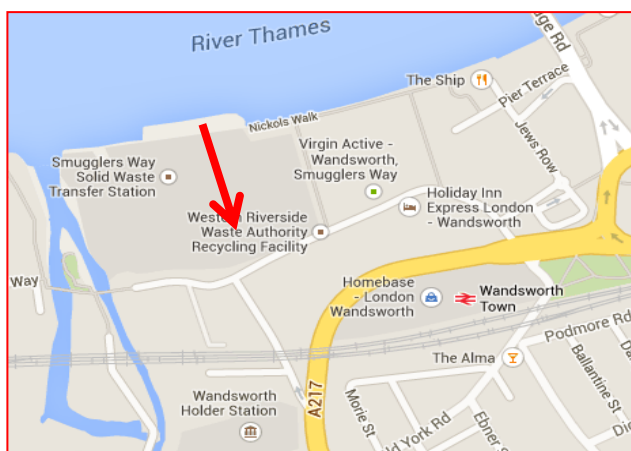 River Thames
The Ship
Pier Terrace
Nickols Walk
Jews Row
Virgin Active -
Wandsworth,
Smugglers Way
Smugglers Way
Solid Waste
Transfer Station
Holiday Inn
Express London
- Wandsworth
Western Riverside
Waste Authority
Recycling Facility
Way
Homebase
- London
Wandsworth
Wandsworth
Town
Podmore Rd
The Alma
Wandsworth
Holder Station
A217
Morie St
York Rd
Ebner
Ballantine St